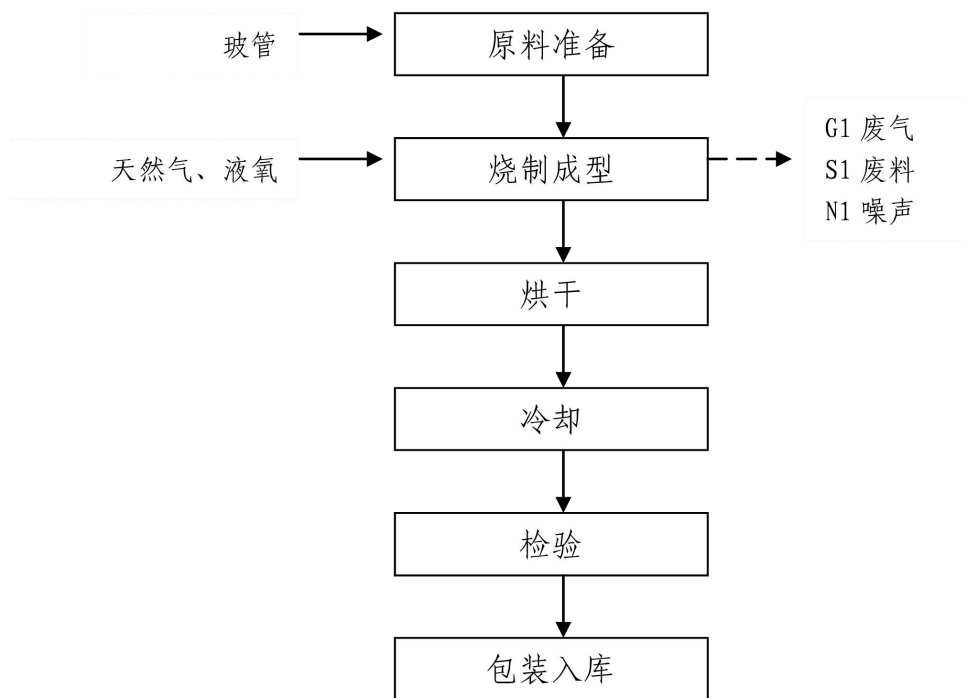 玻管
原料准备
天然气、液氧
烧制成型
G1 废气
S1 废料
N1 噪声
烘干
冷却
检验
包装入库